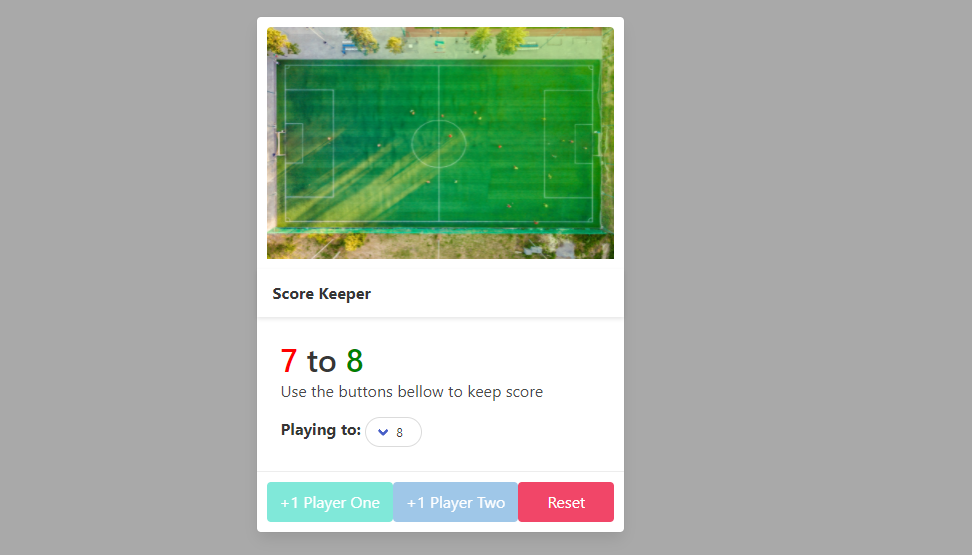 Score Keeper
7 to 8
Use the buttons bellow to keep score
Playing to: 8
+1 Player One +1 Player Two Reset